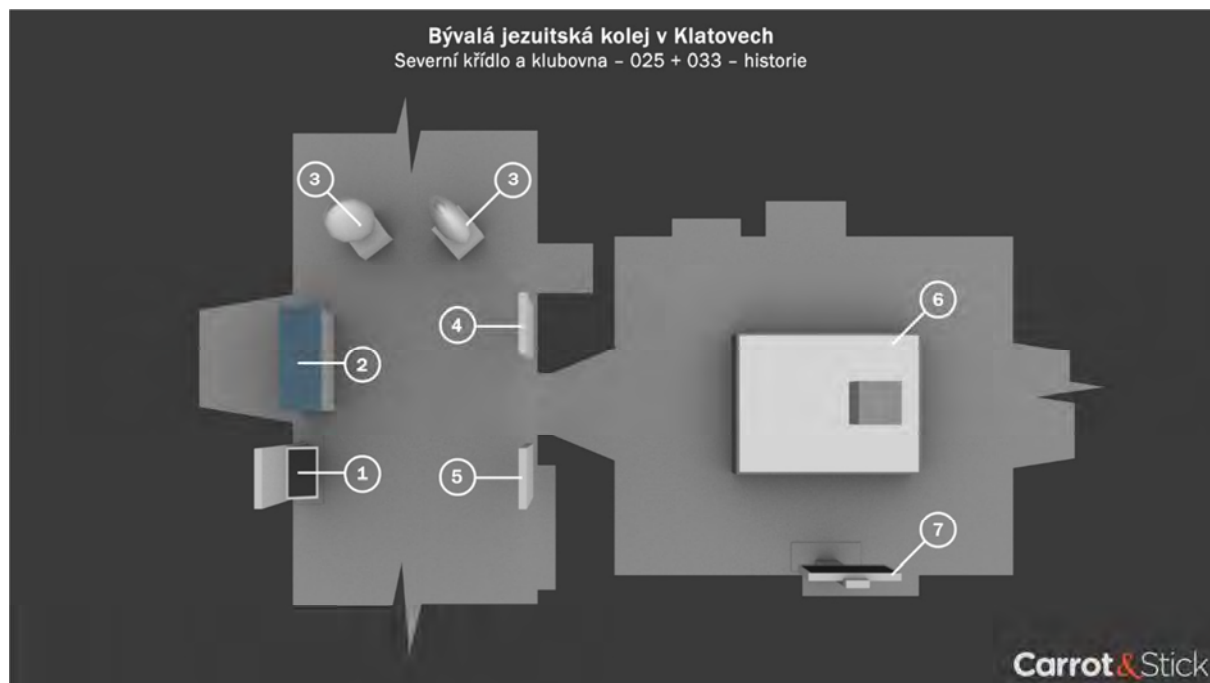 Bývalá jezuitská kolej v Klatovech
Severní křídlo a klubovna – 025 + 033 – historie
3
3
6
4
2
1
5
7
Carrot&Stick